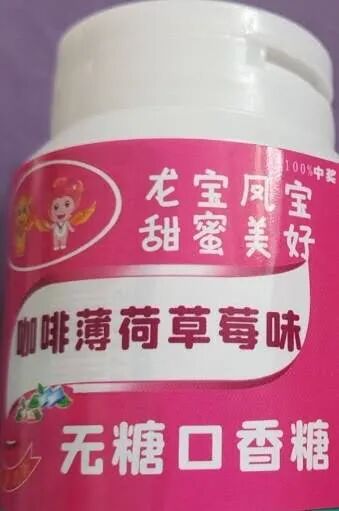 100%中奖
龙宝凤宝
甜蜜美好
咖啡薄荷草莓味
无糖口香糖